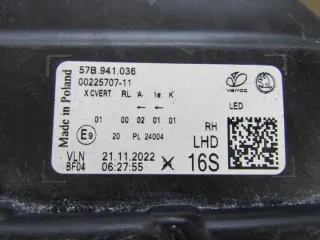 57B.941.036
00225707-11
X CVERT RL A 1a K
← ←
LED
01 00 02 01 01
RH
E9 20 PL 24004
LHD
VLN 21.11.2022
16S
BF04 06:27:55
Made in Poland